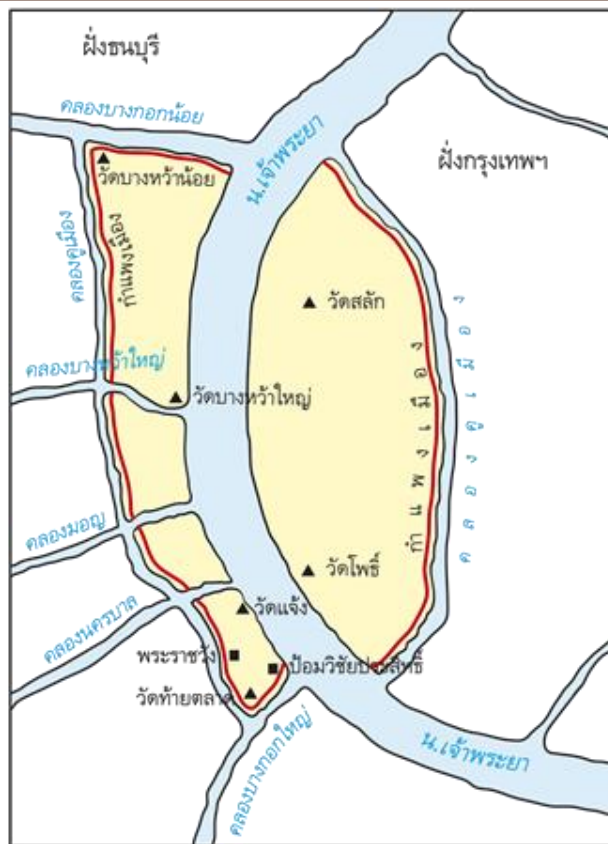 ฝั่งธนบุรี
คลองบางกอกน้อย
น.เจ้าพระยา
ฝั่งกรุงเทพฯ
วัดบางหว้าน้อย
กำแพงเมือง
คลองคูเมือง
วัดสลัก
คลองบางหว้าใหญ่
วัดบางหว้าใหญ่
กำแพงเมือง
คลองคูเมือง
คลองมอญ
วัดโพธิ์
คลองนครบาล
วัดแจ้ง
พระราชวัง
ป้อมวิชัยประสิทธิ์
วัดท้ายตลาด
คลองบางกอกใหญ่
น.เจ้าพระยา